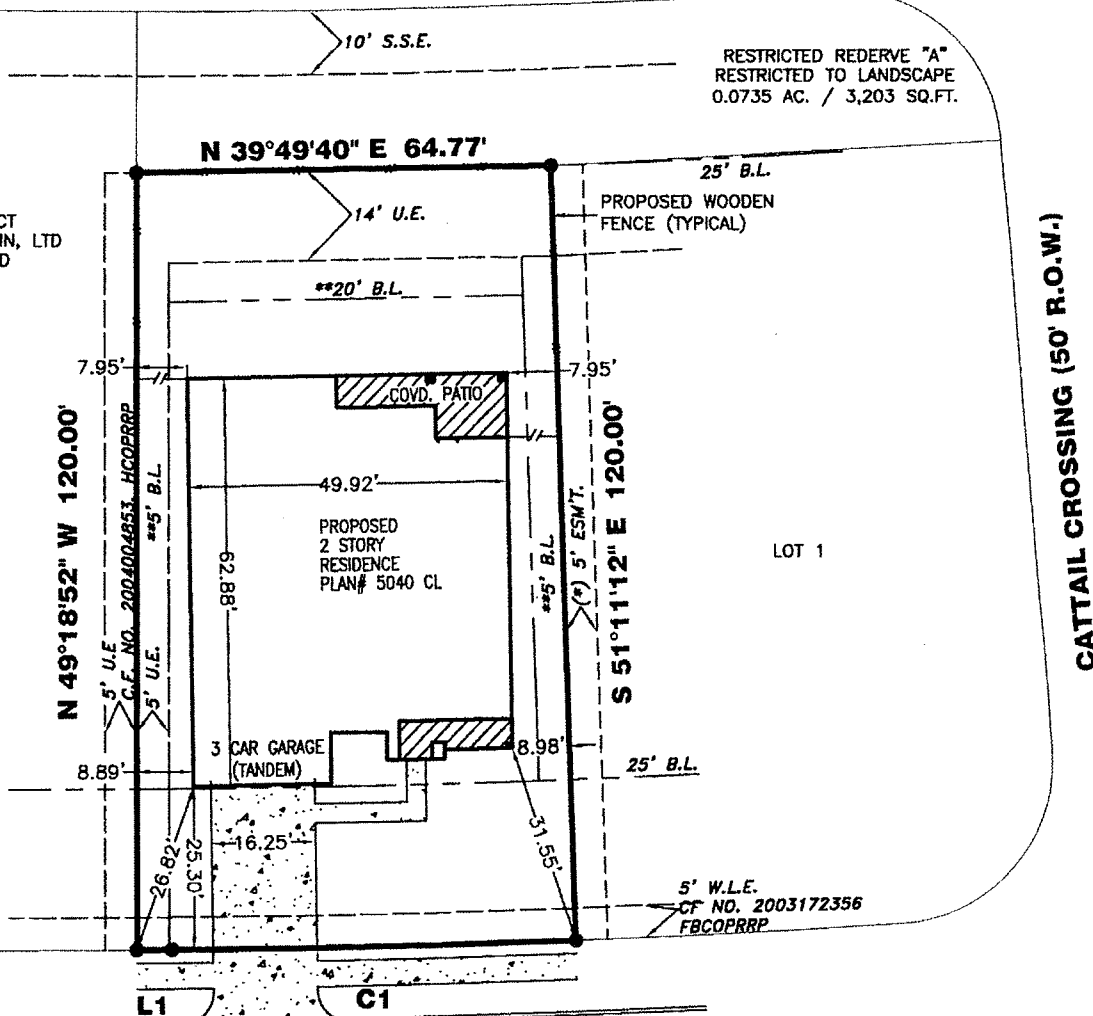 10' S.S.E.
RESTRICTED REDERVE "A"
RESTRICTED TO LANDSCAPE
0.0735 AC. / 3,203 SQ.FT.
N 39°49'40" E 64.77'
25' B.L.
14' U.E.
PROPOSED WOODEN
FENCE (TYPICAL)
CT
IN, LTD
D
**20' B.L.
7.95'
7.95'
COVD. PATIO
N 49°18'52" W 120.00'
C.F. NO. 2004004853, HCOPRRP
**5' B.L.
5' U.E
5' U.E.
49.92'
PROPOSED
2 STORY
RESIDENCE
PLAN# 5040 CL
62.88'
**5' B.L.
(*) 5' ESM'T.
S 51°11'12" E 120.00'
LOT 1
CATTAIL CROSSING (50' R.O.W.)
3 CAR GARAGE
(TANDEM)
8.89'
8.98'
25' B.L.
26.82'
25.30'
16.25'
31.55'
5' W.L.E.
CF NO. 2003172356
FBCOPRRP
L1
C1